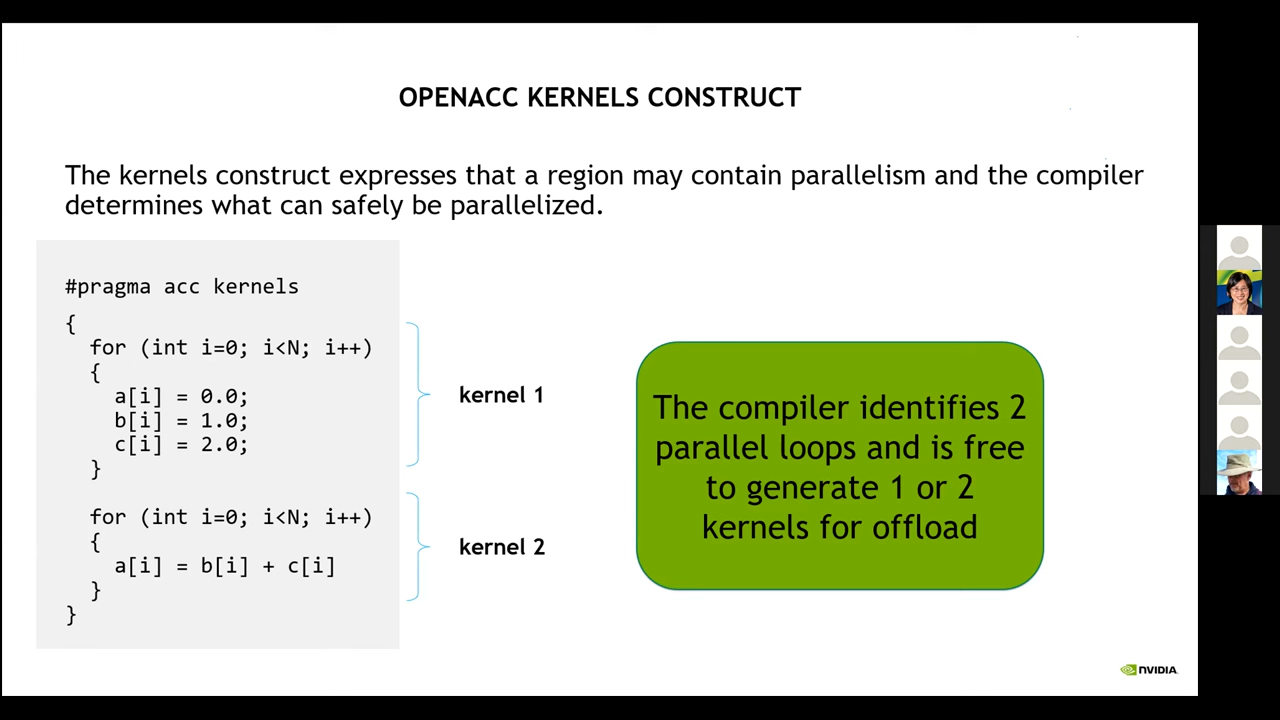 OPENACC KERNELS CONSTRUCT
The kernels construct expresses that a region may contain parallelism and the compiler
determines what can safely be parallelized.
#pragma acc kernels
{
for (int i=0; i<N; i++)
{
a[i] = 0.0;
b[i] = 1.0;
c[i] = 2.0;
}
kernel 1
for (int i=0; i<N; i++)
{
a[i] = b[i] + c[i]
}
}
kernel 2
The compiler identifies 2
parallel loops and is free
to generate 1 or 2
kernels for offload
NVIDIA